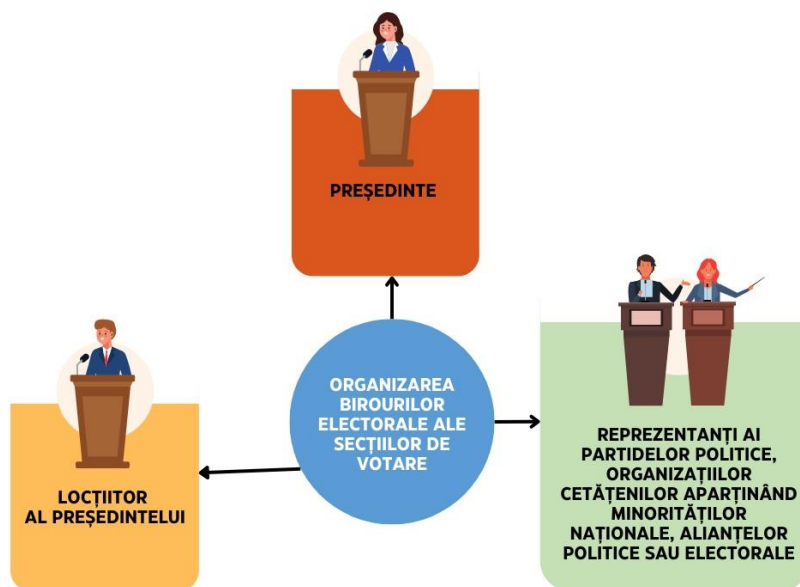 PREȘEDINTE
ORGANIZAREA
BIROURILOR
ELECTORALE ALE
SECȚIILOR DE
VOTARE
LOCȚIITOR
AL PREȘEDINTELUI
REPREZENTANȚI AI
PARTIDELOR POLITICE,
ORGANIZAȚIILOR
CETĂȚENILOR APARȚINÂND
MINORITĂȚILOR
NAȚIONALE, ALIANȚELOR
POLITICE SAU ELECTORALE